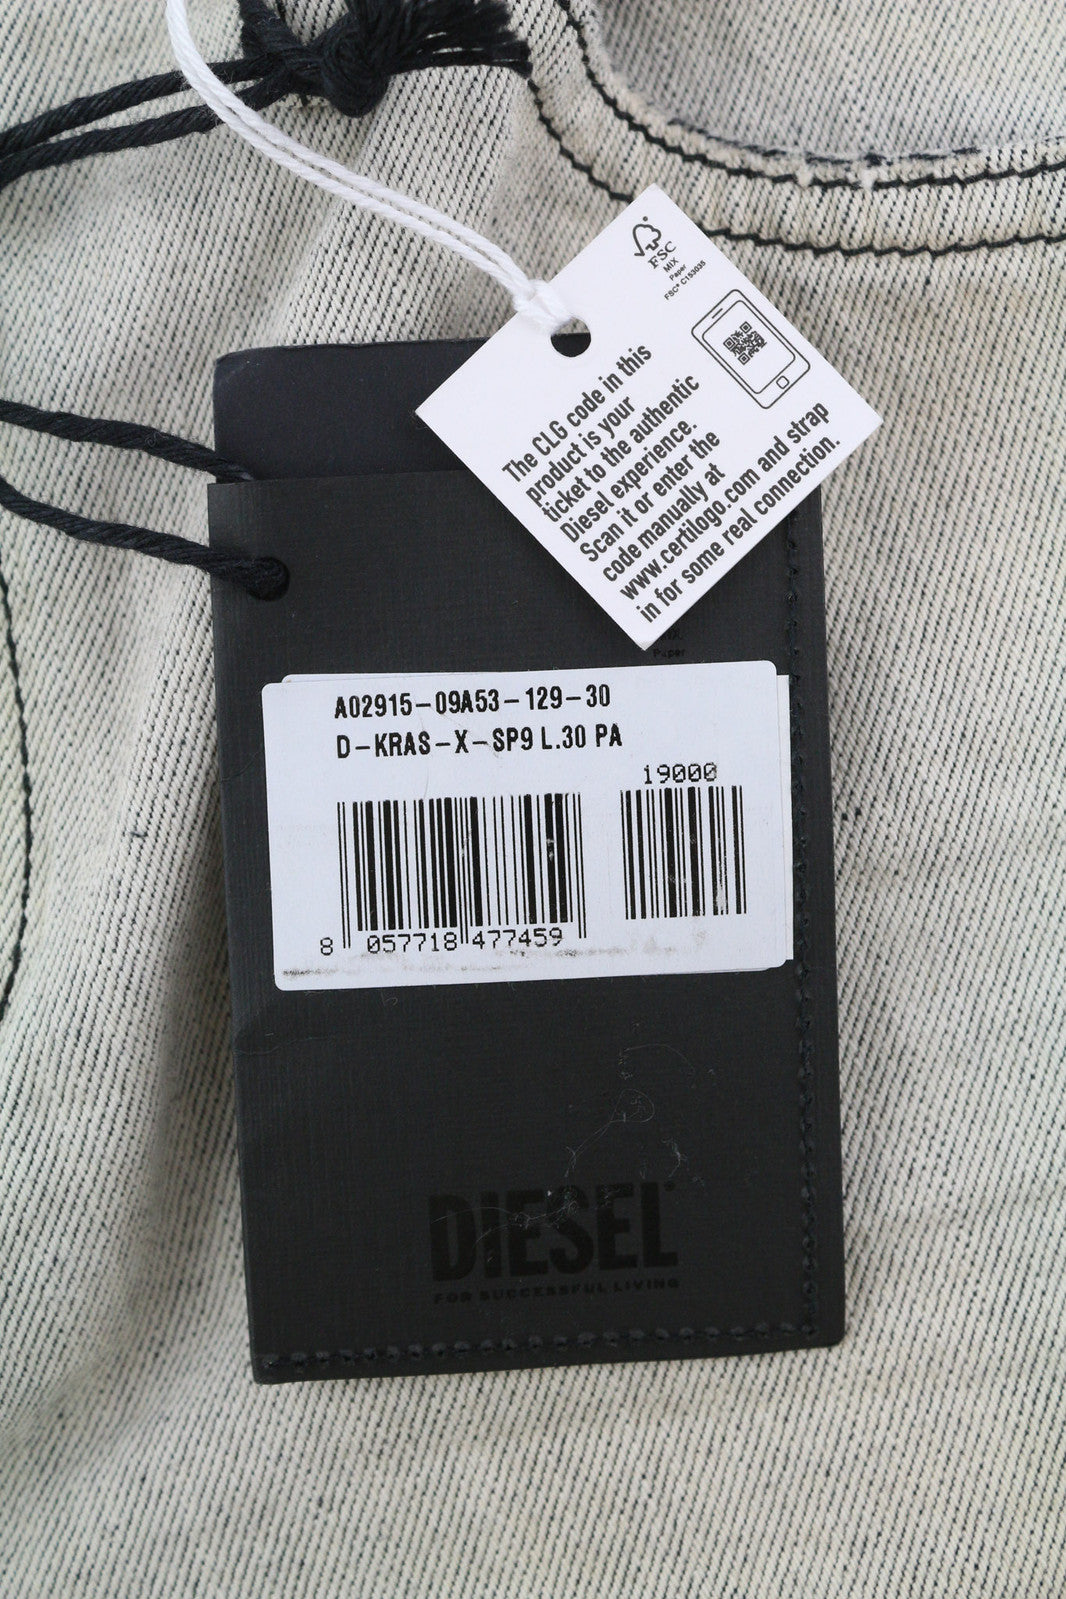 FSC
MIX
Paper
FSC® C153035
The CLG code in this
product is your
ticket to the authentic
Diesel experience.
Scan it or enter the
code manually at
www.certilogo.com and strap
in for some real connection.
Paper
A02915-09A53-129-30
D-KRAS-X-SP9 L.30 PA
19000
8 057718 477459
DIESEL
FOR SUCCESSFUL LIVING